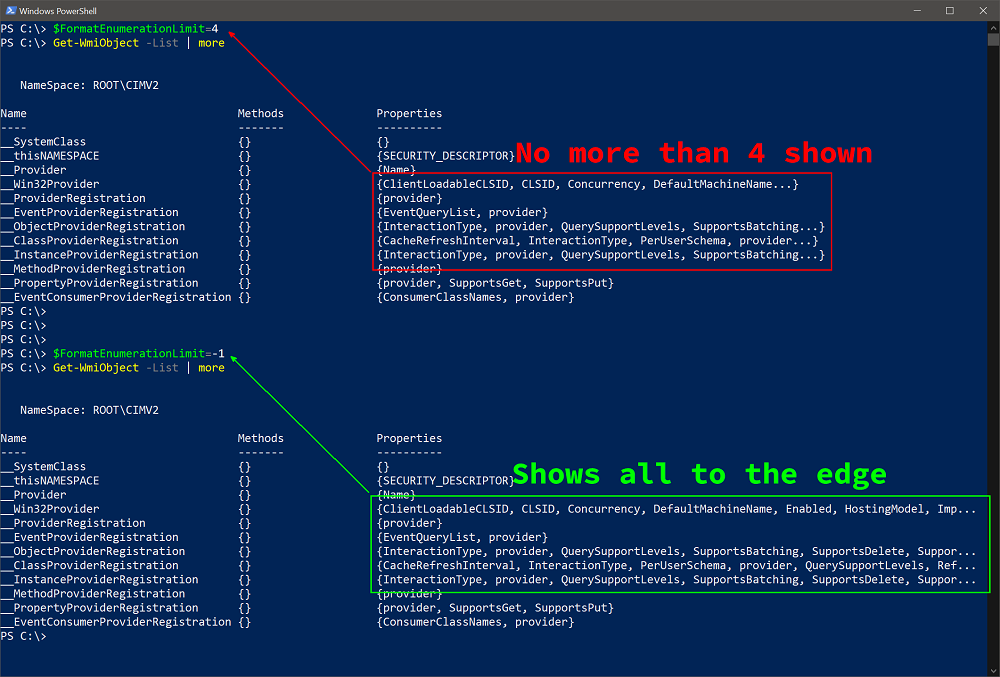 Windows PowerShell
PS C:\> $FormatEnumerationLimit=4
PS C:\> Get-WmiObject -List | more
NameSpace: ROOT\CIMV2
Name Methods Properties
---- ------- ----------
__SystemClass {} {}
__thisNAMESPACE {} {SECURITY_DESCRIPTOR}
No more than 4 shown
__Provider {} {Name}
__Win32Provider {} {ClientLoadableCLSID, CLSID, Concurrency, DefaultMachineName...}
__ProviderRegistration {} {provider}
__EventProviderRegistration {} {EventQueryList, provider}
__ObjectProviderRegistration {} {InteractionType, provider, QuerySupportLevels, SupportsBatching...}
__ClassProviderRegistration {} {CacheRefreshInterval, InteractionType, PerUserSchema, provider...}
__InstanceProviderRegistration {} {InteractionType, provider, QuerySupportLevels, SupportsBatching...}
__MethodProviderRegistration {} {provider}
__PropertyProviderRegistration {} {provider, SupportsGet, SupportsPut}
__EventConsumerProviderRegistration {} {ConsumerClassNames, provider}
PS C:\>
PS C:\>
PS C:\>
PS C:\> $FormatEnumerationLimit=-1
PS C:\> Get-WmiObject -List | more
NameSpace: ROOT\CIMV2
Name Methods Properties
---- ------- ----------
__SystemClass {} {}
__thisNAMESPACE {} {SECURITY_DESCRIPTOR}
Shows all to the edge
__Provider {} {Name}
__Win32Provider {} {ClientLoadableCLSID, CLSID, Concurrency, DefaultMachineName, Enabled, HostingModel, Imp...
__ProviderRegistration {} {provider}
__EventProviderRegistration {} {EventQueryList, provider}
__ObjectProviderRegistration {} {InteractionType, provider, QuerySupportLevels, SupportsBatching, SupportsDelete, Suppor...
__ClassProviderRegistration {} {CacheRefreshInterval, InteractionType, PerUserSchema, provider, QuerySupportLevels, Ref...
__InstanceProviderRegistration {} {InteractionType, provider, QuerySupportLevels, SupportsBatching, SupportsDelete, Suppor...
__MethodProviderRegistration {} {provider}
__PropertyProviderRegistration {} {provider, SupportsGet, SupportsPut}
__EventConsumerProviderRegistration {} {ConsumerClassNames, provider}
PS C:\>